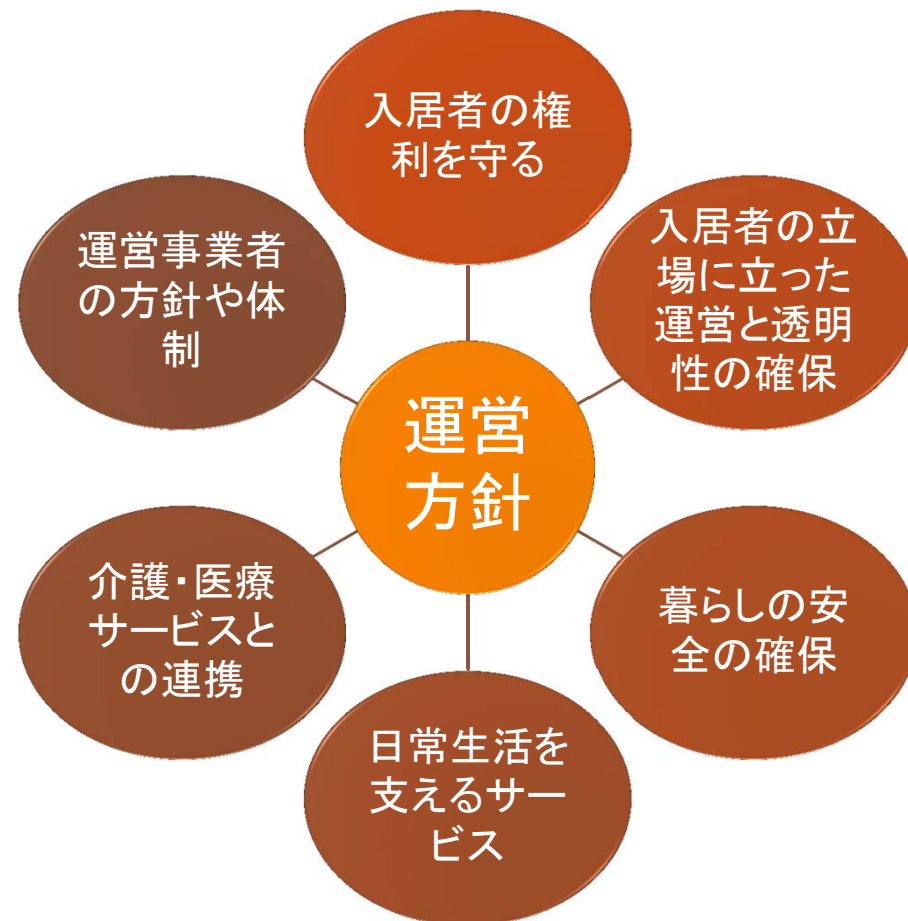 入居者の権
利を守る
入居者の立
場に立った
運営と透明
性の確保
暮らしの安
全の確保
日常生活を
支えるサー
ビス
介護・医療
サービスと
の連携
運営事業者
の方針や体
制
運営
方針